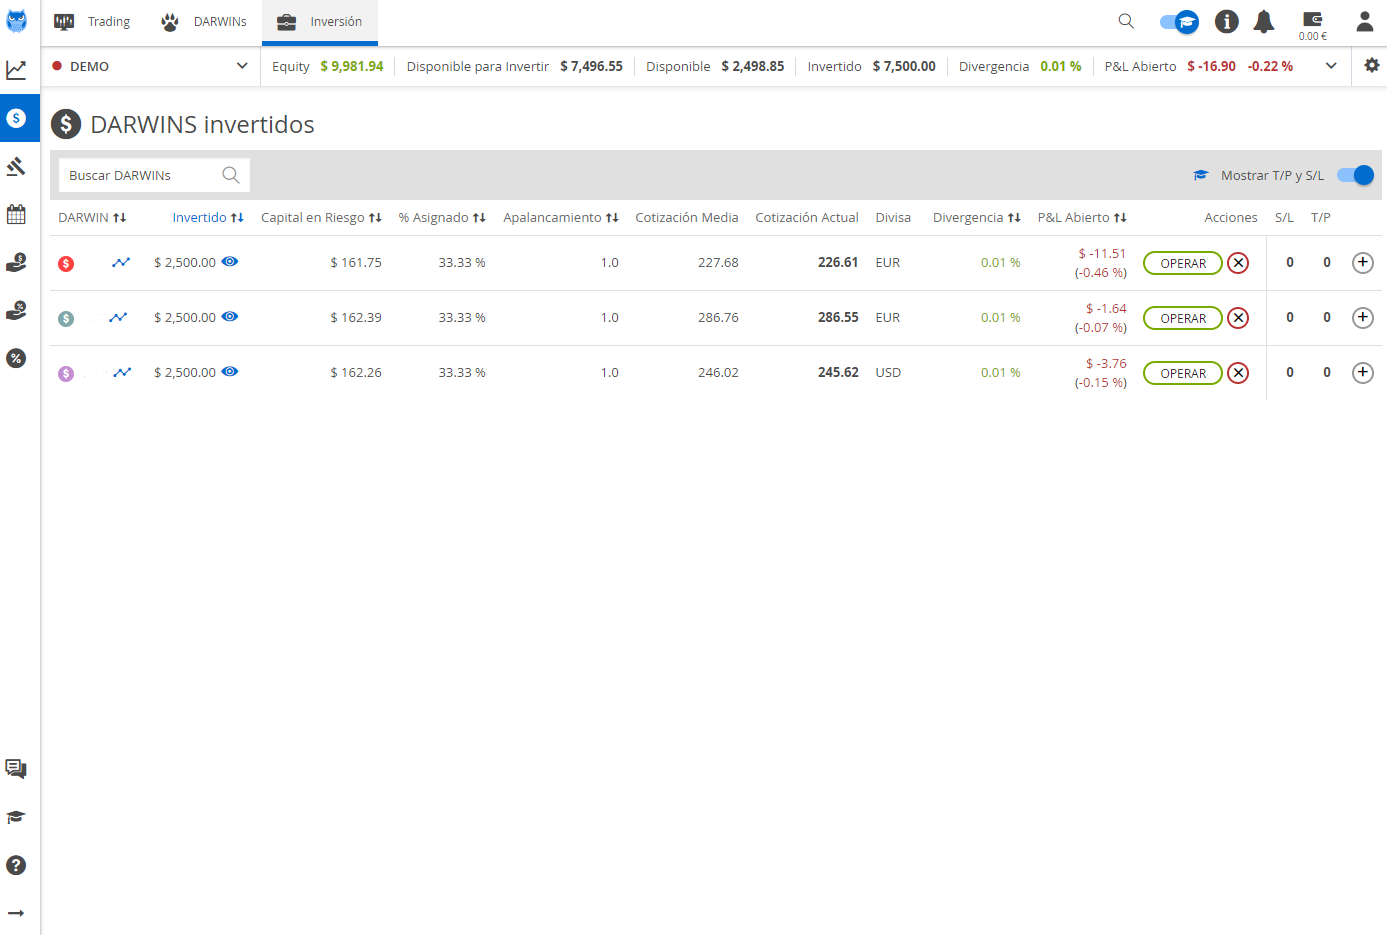 Trading DARWINs Inversión 0.00 €
DEMO Equity $ 9,981.94 Disponible para Invertir $ 7,496.55 Disponible $ 2,498.85 Invertido $ 7,500.00 Divergencia 0.01 % P&L Abierto $ -16.90 -0.22 %
DARWINS invertidos
Buscar DARWINs Mostrar T/P y S/L
DARWIN Invertido Capital en Riesgo % Asignado Apalancamiento Cotización Media Cotización Actual Divisa Divergencia P&L Abierto Acciones S/L T/P
$ 2,500.00 $ 161.75 33.33 % 1.0 227.68 226.61 EUR 0.01 % $ -11.51 (-0.46 %) OPERAR 0 0
$ 2,500.00 $ 162.39 33.33 % 1.0 286.76 286.55 EUR 0.01 % $ -1.64 (-0.07 %) OPERAR 0 0
$ 2,500.00 $ 162.26 33.33 % 1.0 246.02 245.62 USD 0.01 % $ -3.76 (-0.15 %) OPERAR 0 0